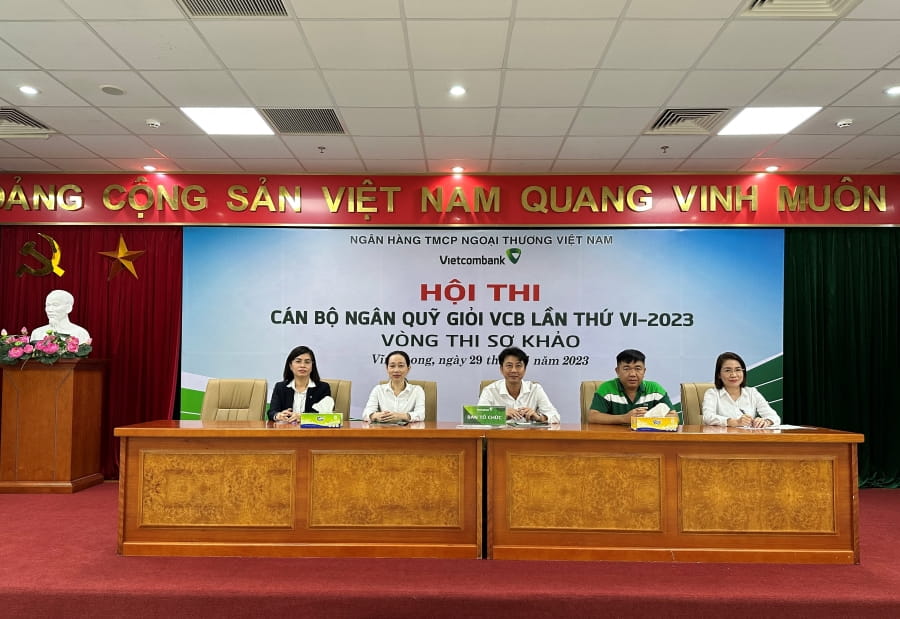 ĐẢNG CỘNG SẢN VIỆT NAM QUANG VINH MUÔN
NGÂN HÀNG TMCP NGOẠI THƯƠNG VIỆT NAM
Vietcombank
HỘI THI
CÁN BỘ NGÂN QUỸ GIỎI VCB LẦN THỨ VI-2023
VÒNG THI SƠ KHẢO
ngày 29 năm 2023
BAN TỔ CHỨC